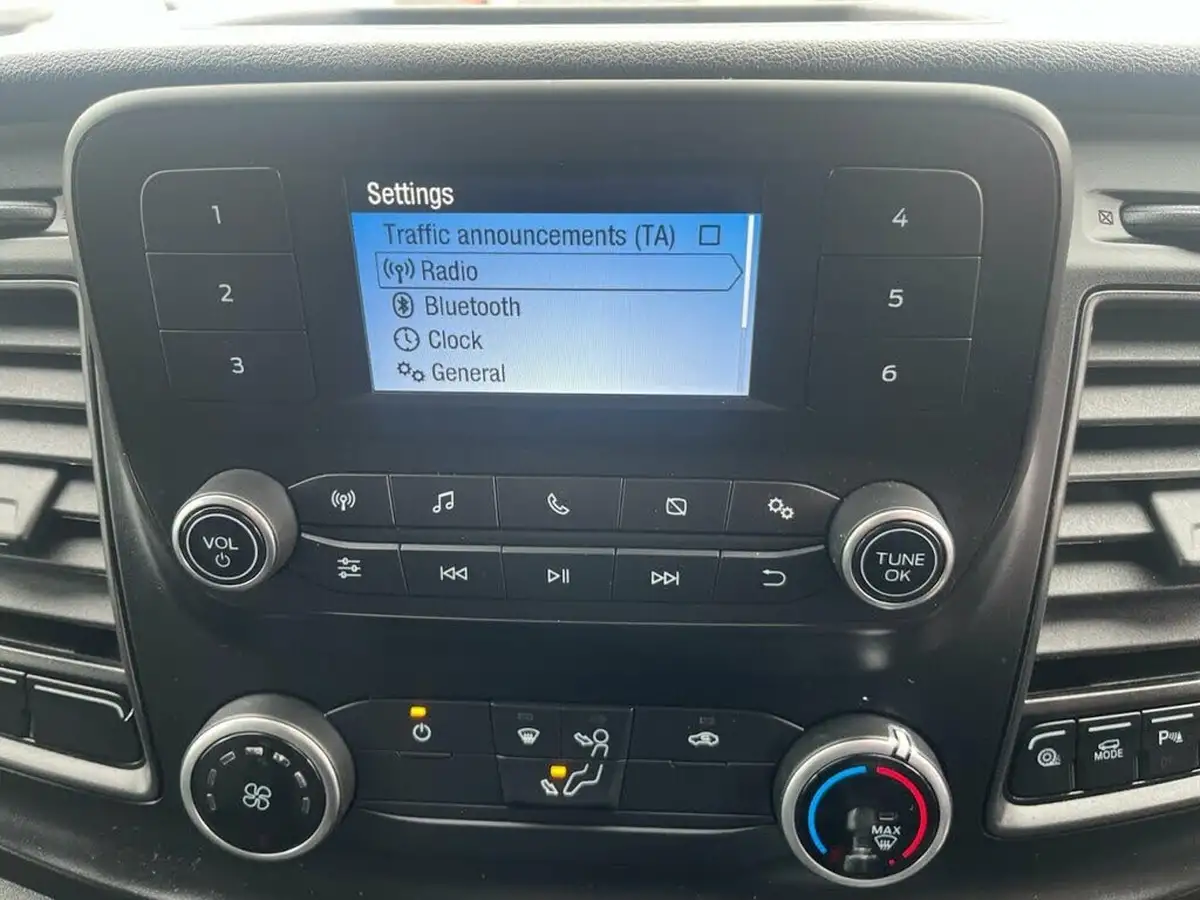 Settings
Traffic announcements (TA)
Radio
Bluetooth
Clock
General
1
2
3
4
5
6
VOL
TUNE
OK
MAX
MODE
P